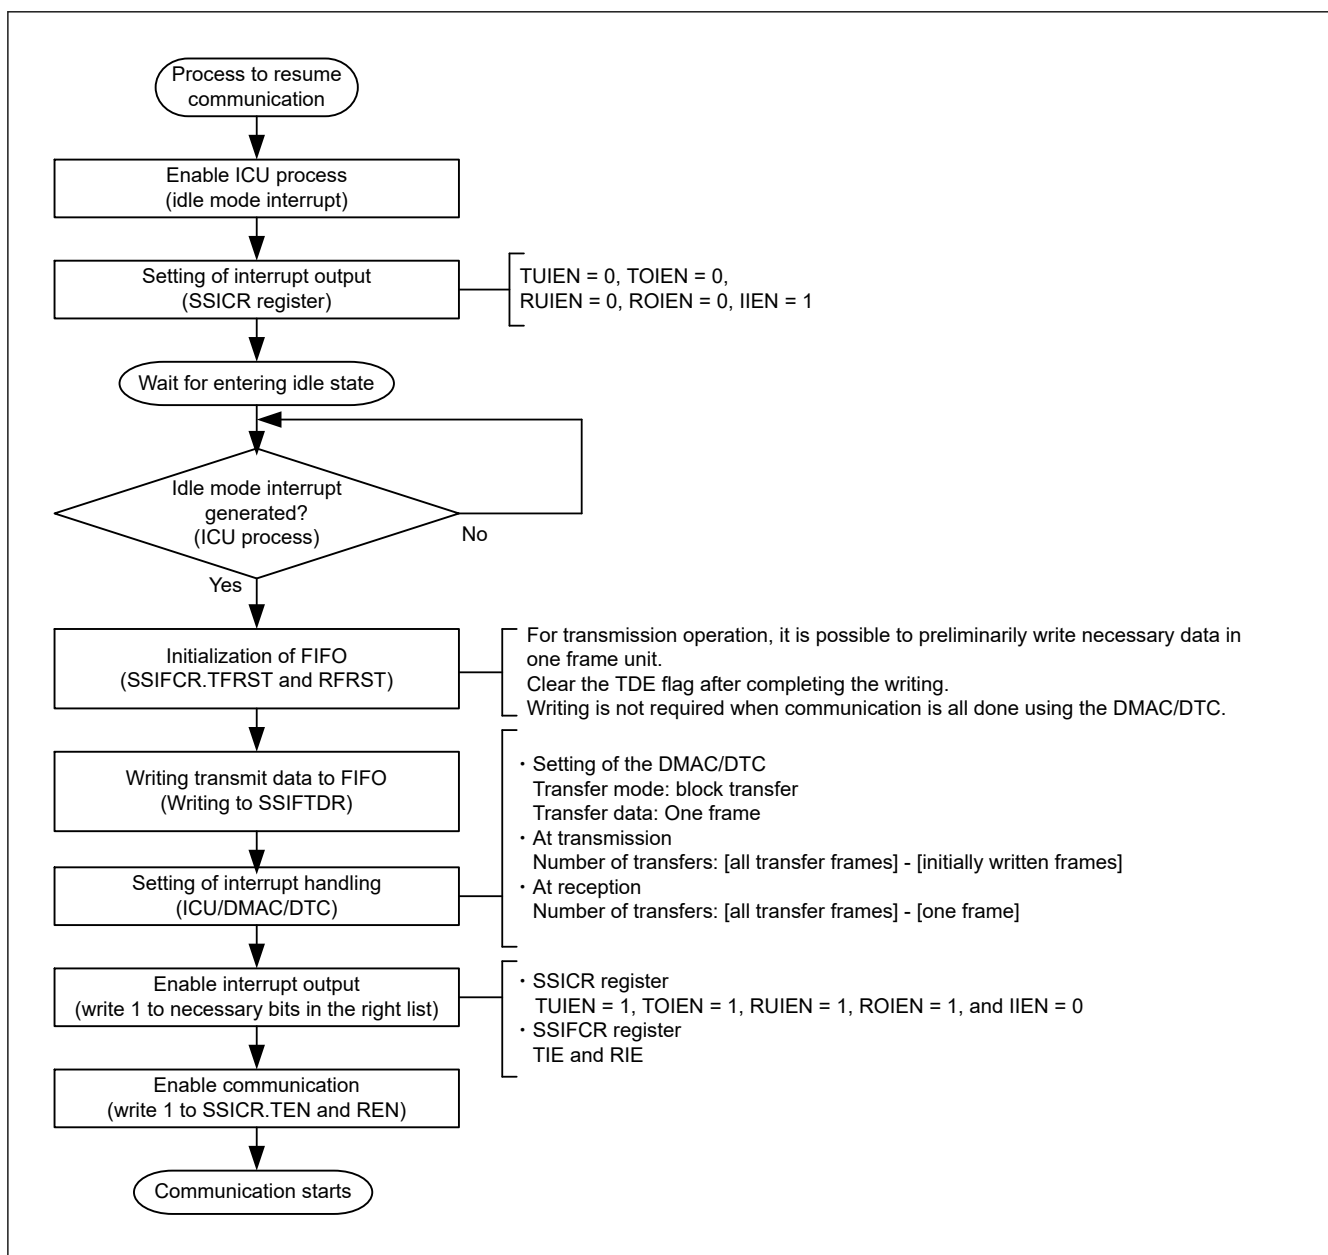 Process to resume
communication
Enable ICU process
(idle mode interrupt)
Setting of interrupt output
(SSICR register)
TUIEN = 0, TOIEN = 0,
RUIEN = 0, ROIEN = 0, IIEN = 1
Wait for entering idle state
Idle mode interrupt
generated?
(ICU process)
No
Yes
Initialization of FIFO
(SSIFCR.TFRST and RFRST)
For transmission operation, it is possible to preliminarily write necessary data in
one frame unit.
Clear the TDE flag after completing the writing.
Writing is not required when communication is all done using the DMAC/DTC.
Writing transmit data to FIFO
(Writing to SSIFTDR)
Setting of interrupt handling
(ICU/DMAC/DTC)
・Setting of the DMAC/DTC
Transfer mode: block transfer
Transfer data: One frame
・At transmission
Number of transfers: [all transfer frames] - [initially written frames]
・At reception
Number of transfers: [all transfer frames] - [one frame]
Enable interrupt output
(write 1 to necessary bits in the right list)
・SSICR register
TUIEN = 1, TOIEN = 1, RUIEN = 1, ROIEN = 1, and IIEN = 0
・SSIFCR register
TIE and RIE
Enable communication
(write 1 to SSICR.TEN and REN)
Communication starts